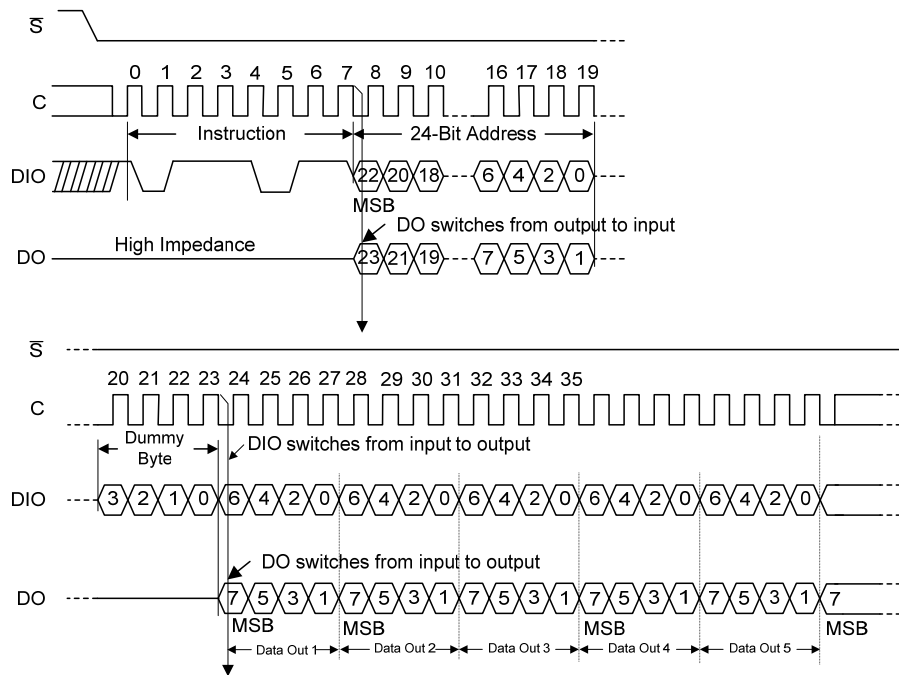 S
0 1 2 3 4 5 6 7 8 9 10 16 17 18 19
C
Instruction 24-Bit Address
DIO 22 20 18 6 4 2 0
MSB
DO switches from output to input
High Impedance
DO 23 21 19 7 5 3 1
S
20 21 22 23 24 25 26 27 28 29 30 31 32 33 34 35
C
Dummy
Byte
DIO switches from input to output
DIO 3 2 1 0 6 4 2 0 6 4 2 0 6 4 2 0 6 4 2 0 6 4 2 0
DO switches from input to output
DO 7 5 3 1 7 5 3 1 7 5 3 1 7 5 3 1 7 5 3 1 7
MSB MSB MSB MSB
Data Out 1 Data Out 2 Data Out 3 Data Out 4 Data Out 5